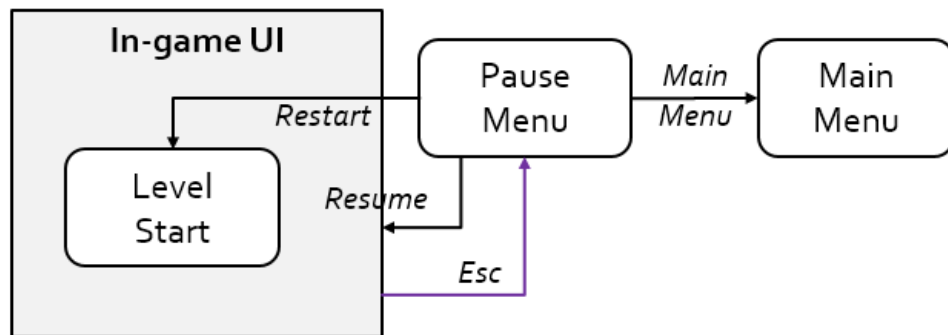 In-game UI
Pause
Menu
Main
Menu
Main
Menu
Restart
Level
Start
Resume
Esc